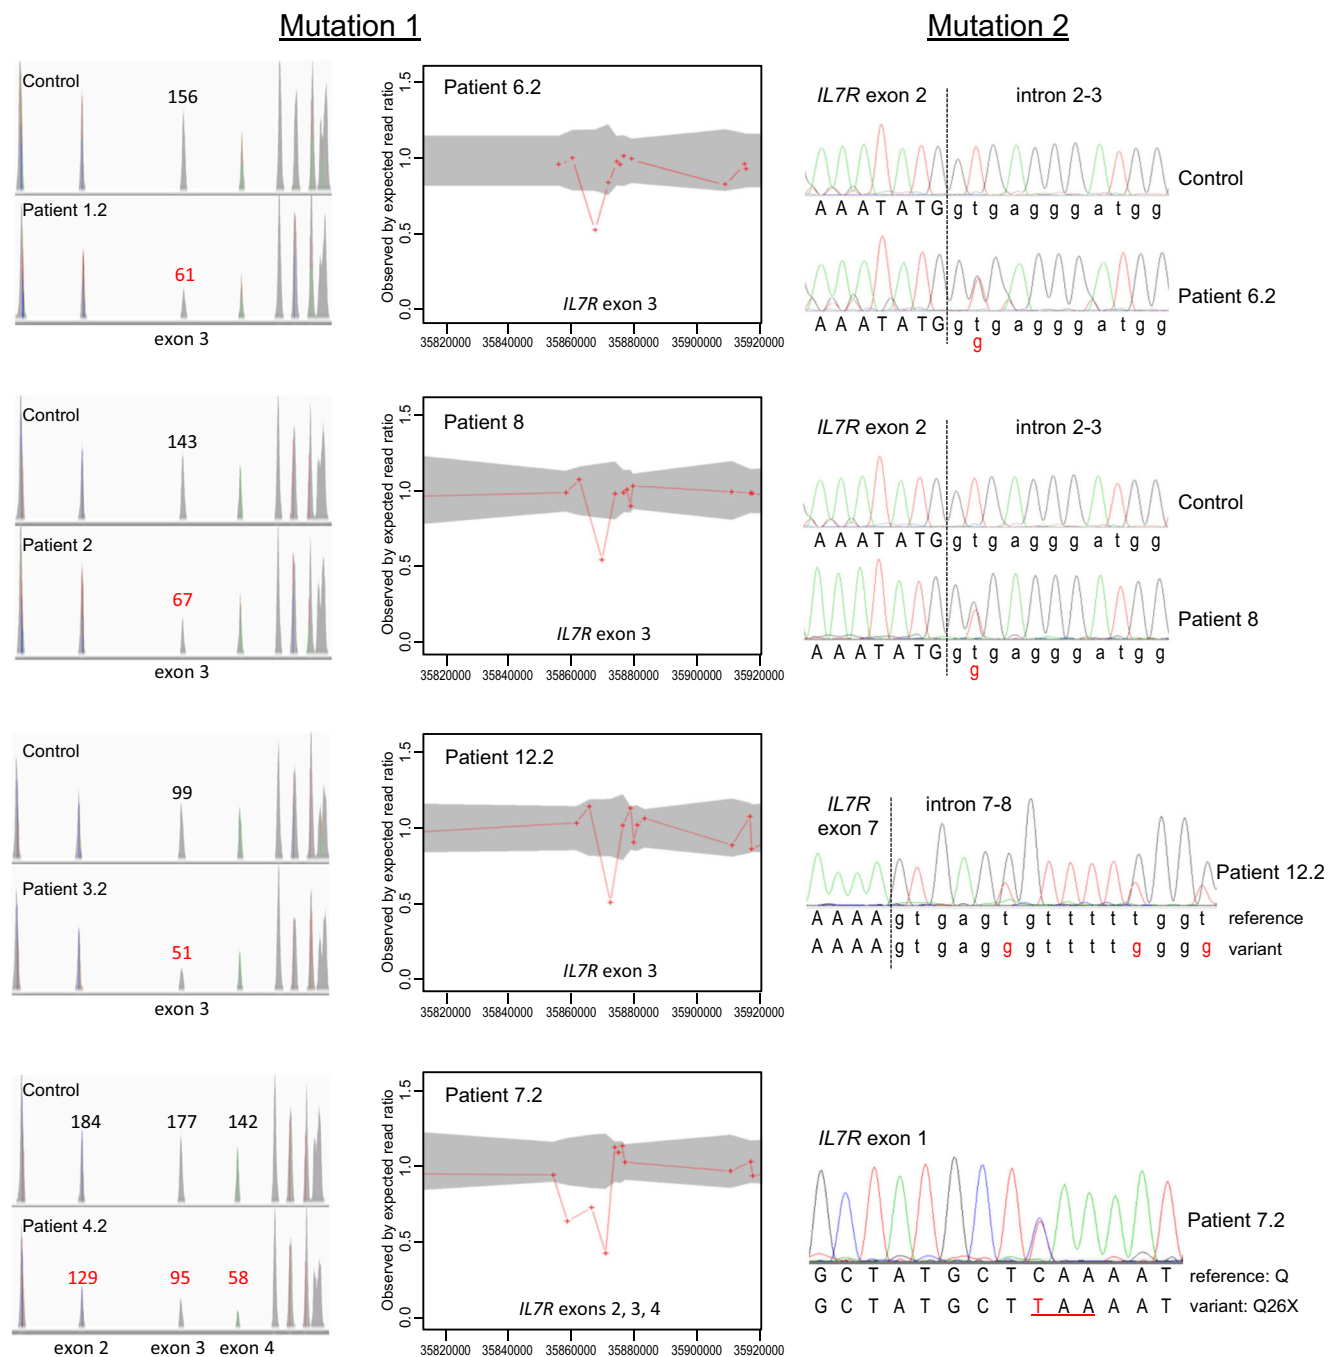 Mutation 1
Mutation 2
Control
156
Patient 1.2
61
exon 3
Observed by expected read ratio
1.5
1.0
0.5
0.0
Patient 6.2
IL7R exon 3
35820000 35840000 35860000 35880000 35900000 35920000
IL7R exon 2
intron 2-3
Control
A A A T A T G g t g a g g g a t g g
Patient 6.2
A A A T A T G g t g a g g g a t g g
g
Control
143
Patient 2
67
exon 3
Observed by expected read ratio
1.5
1.0
0.5
0.0
Patient 8
IL7R exon 3
35820000 35840000 35860000 35880000 35900000 35920000
IL7R exon 2
intron 2-3
Control
A A A T A T G g t g a g g g a t g g
Patient 8
A A A T A T G g t g a g g g a t g g
g
Control
99
Patient 3.2
51
exon 3
Observed by expected read ratio
1.5
1.0
0.5
0.0
Patient 12.2
IL7R exon 3
35820000 35840000 35860000 35880000 35900000 35920000
IL7R
exon 7
intron 7-8
Patient 12.2
A A A A g t g a g t g t t t t t g g t reference
A A A A g t g a g g g t t t t g g g g variant
Control
184 177 142
Patient 4.2
129 95 58
exon 2 exon 3 exon 4
Observed by expected read ratio
1.5
1.0
0.5
0.0
Patient 7.2
IL7R exons 2, 3, 4
35820000 35840000 35860000 35880000 35900000 35920000
IL7R exon 1
Patient 7.2
G C T A T G C T C A A A A T reference: Q
G C T A T G C T T A A A A T variant: Q26X